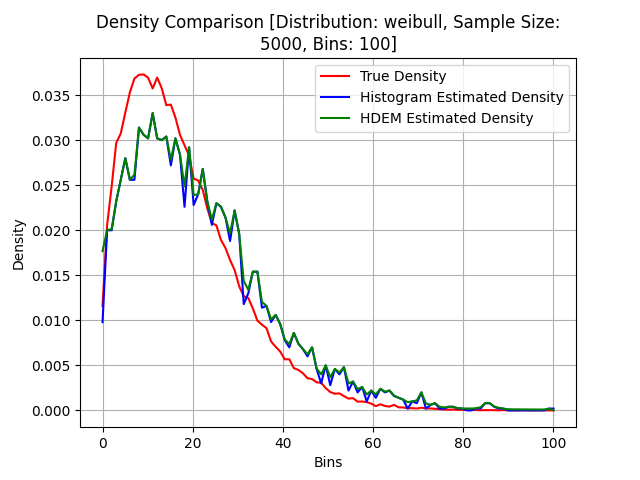 Density Comparison [Distribution: weibull, Sample Size:
5000, Bins: 100]
True Density
Histogram Estimated Density
HDEM Estimated Density
Density
0.035
0.030
0.025
0.020
0.015
0.010
0.005
0.000
0 20 40 60 80 100
Bins